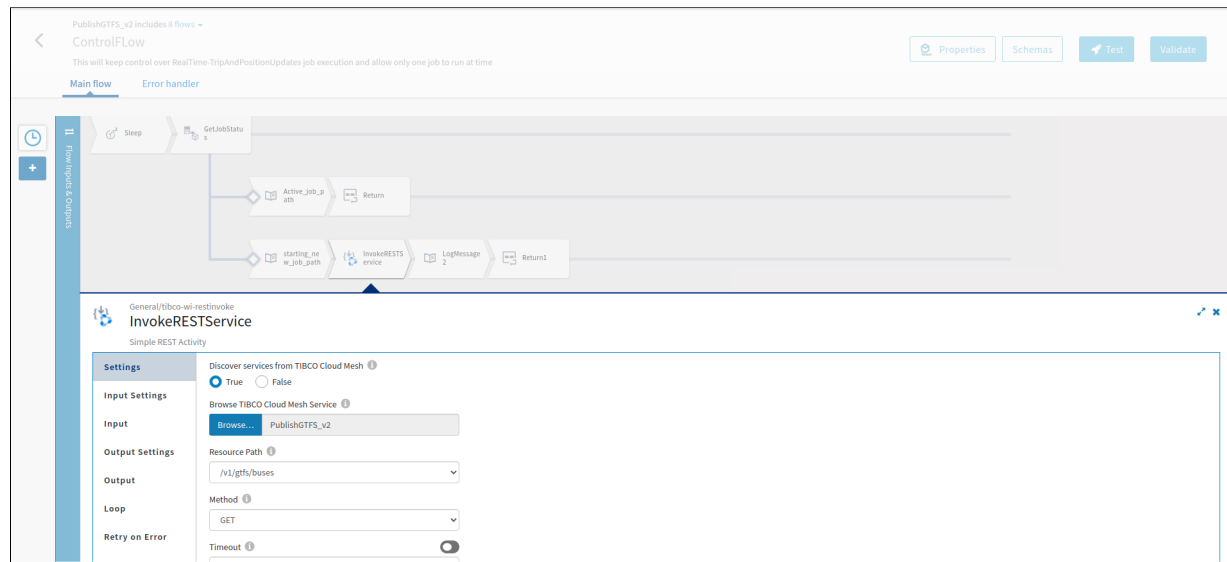 PublishGTFS_v2 includes 8 flows
ControlFLow
This will keep control over RealTime-TripAndPositionUpdates job execution and allow only one job to run at time
Properties
Schemas
Test
Validate
Main flow
Error handler
Flow Inputs & Outputs
Sleep
GetJobStatu
s
Active_job_p
ath
Return
starting_ne
w_job_path
InvokeRESTS
ervice
LogMessage
2
Return1
General/tibco-wi-restinvoke
InvokeRESTService
Simple REST Activity
Settings
Input Settings
Input
Output Settings
Output
Loop
Retry on Error
Discover services from TIBCO Cloud Mesh
True False
Browse TIBCO Cloud Mesh Service
Browse... PublishGTFS_v2
Resource Path
/v1/gtfs/buses
Method
GET
Timeout